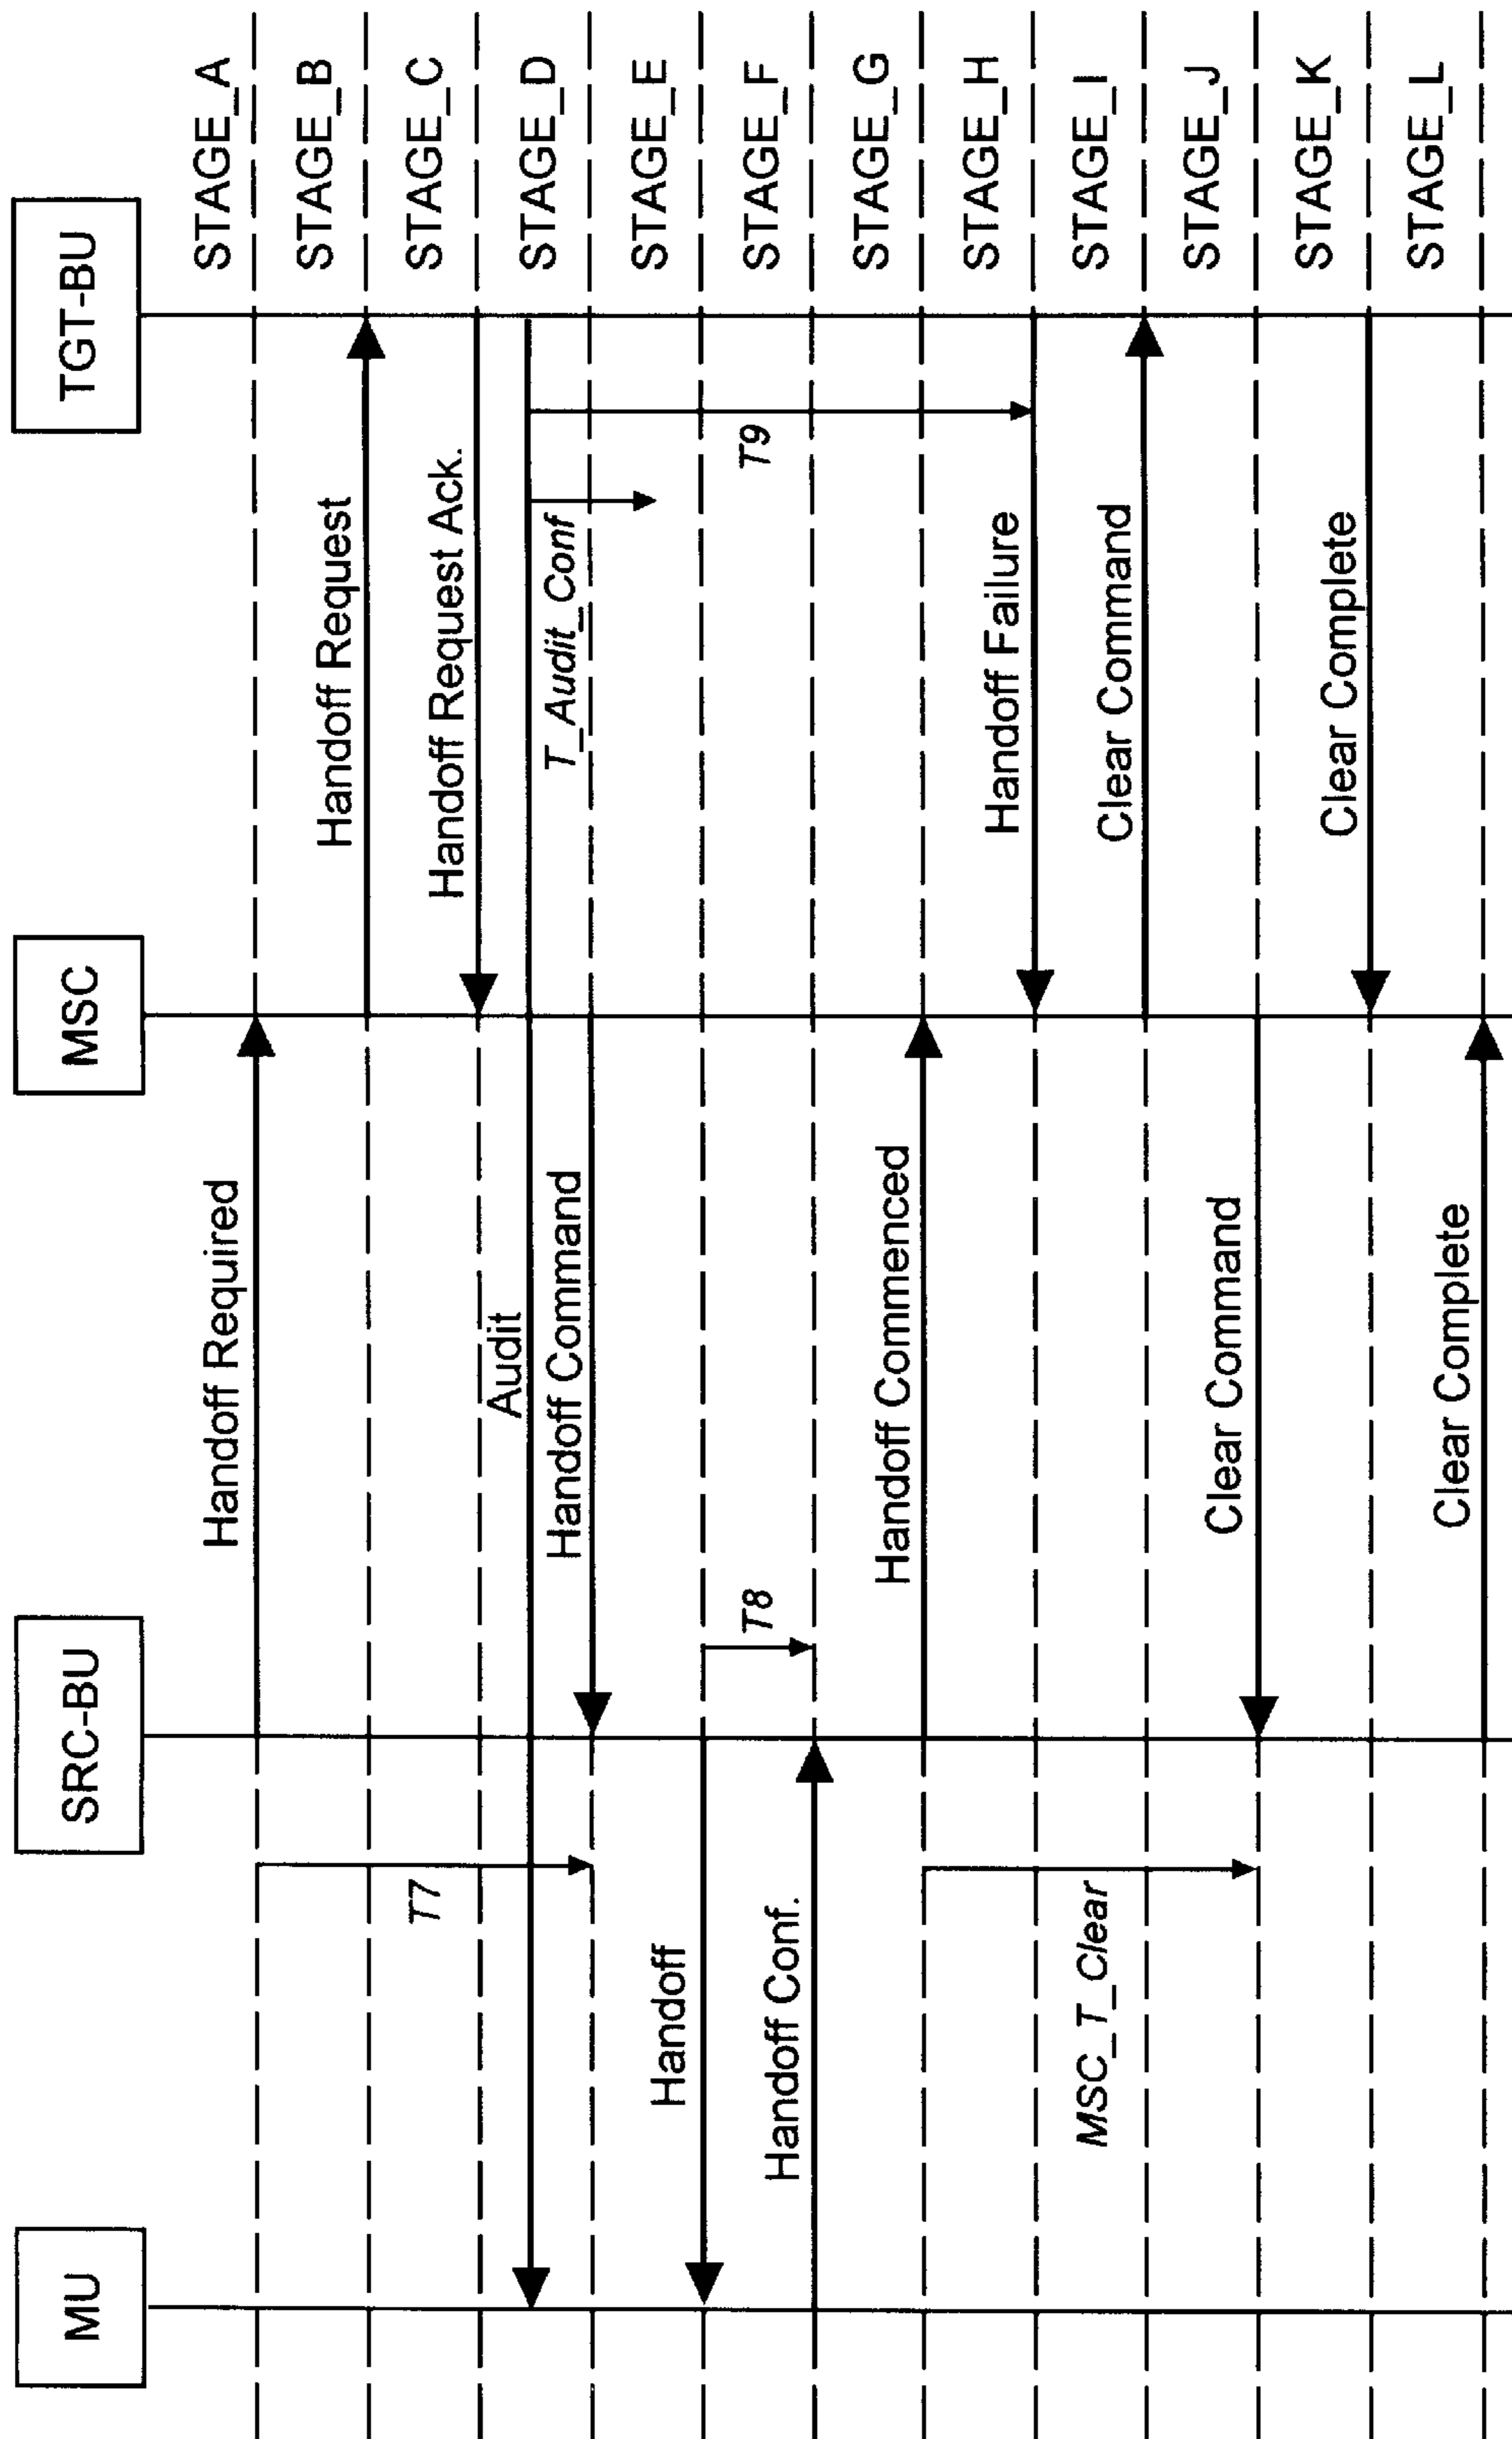 MU
SRC-BU
MSC
TGT-BU
Handoff Required
STAGE_A
Handoff Request
STAGE_B
T7
Handoff Request Ack.
STAGE_C
Audit
STAGE_D
Handoff Command
T_Audit_Conf
Handoff
STAGE_E
Handoff Conf.
T8
T9
STAGE_F
Handoff Commenced
STAGE_G
Handoff Failure
STAGE_H
MSC_T_Clear
Clear Command
STAGE_I
Clear Command
STAGE_J
Clear Complete
STAGE_K
Clear Complete
STAGE_L